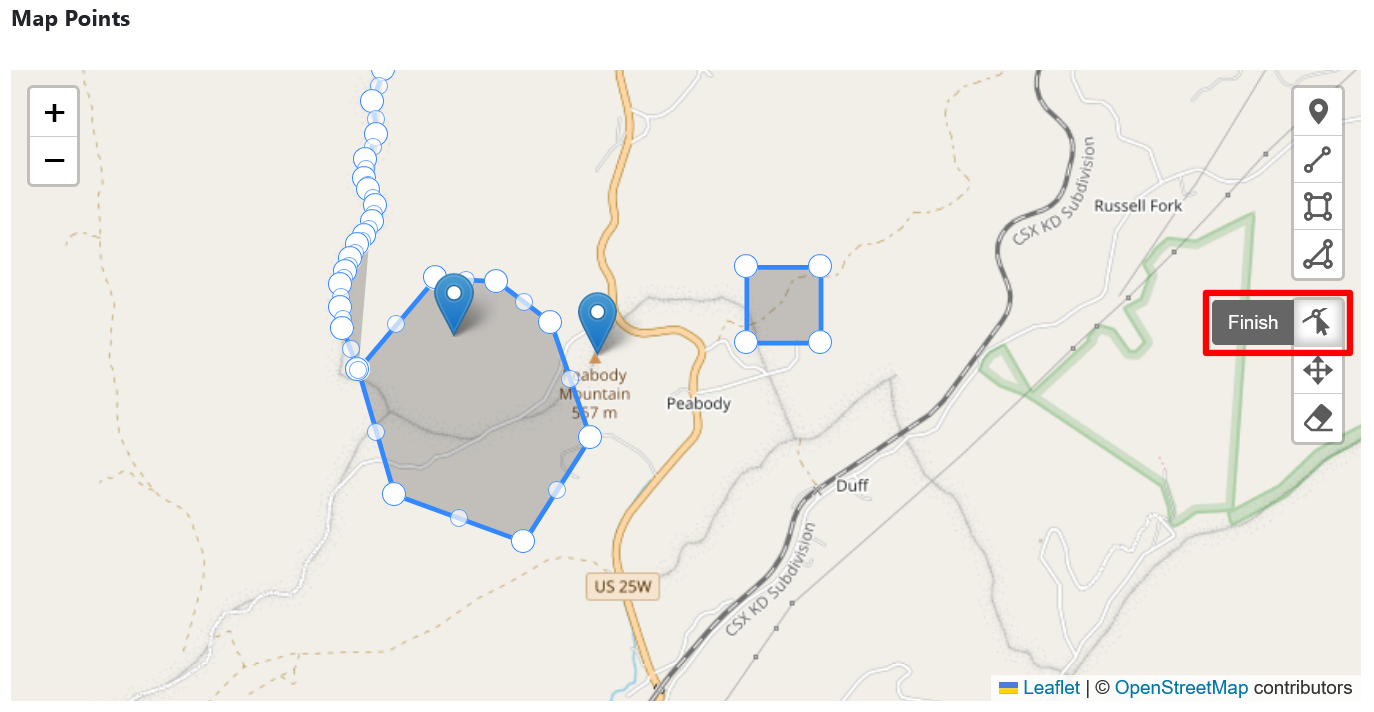 Map Points
+
−
CSX KD Subdivision
Russell Fork
Finish
eabody
Mountain
557 m
Peabody
Duff
US 25W
CSX KD Subdivision
Leaflet | © OpenStreetMap contributors